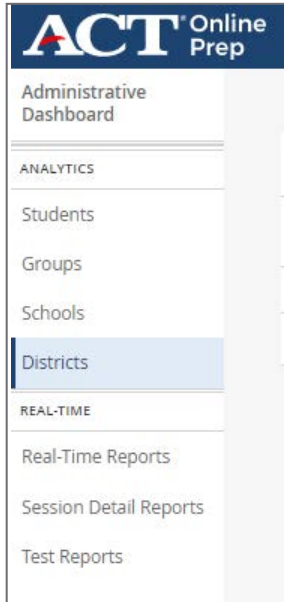 ACT® Online
Prep
Administrative
Dashboard
ANALYTICS
Students
Groups
Schools
Districts
REAL-TIME
Real-Time Reports
Session Detail Reports
Test Reports